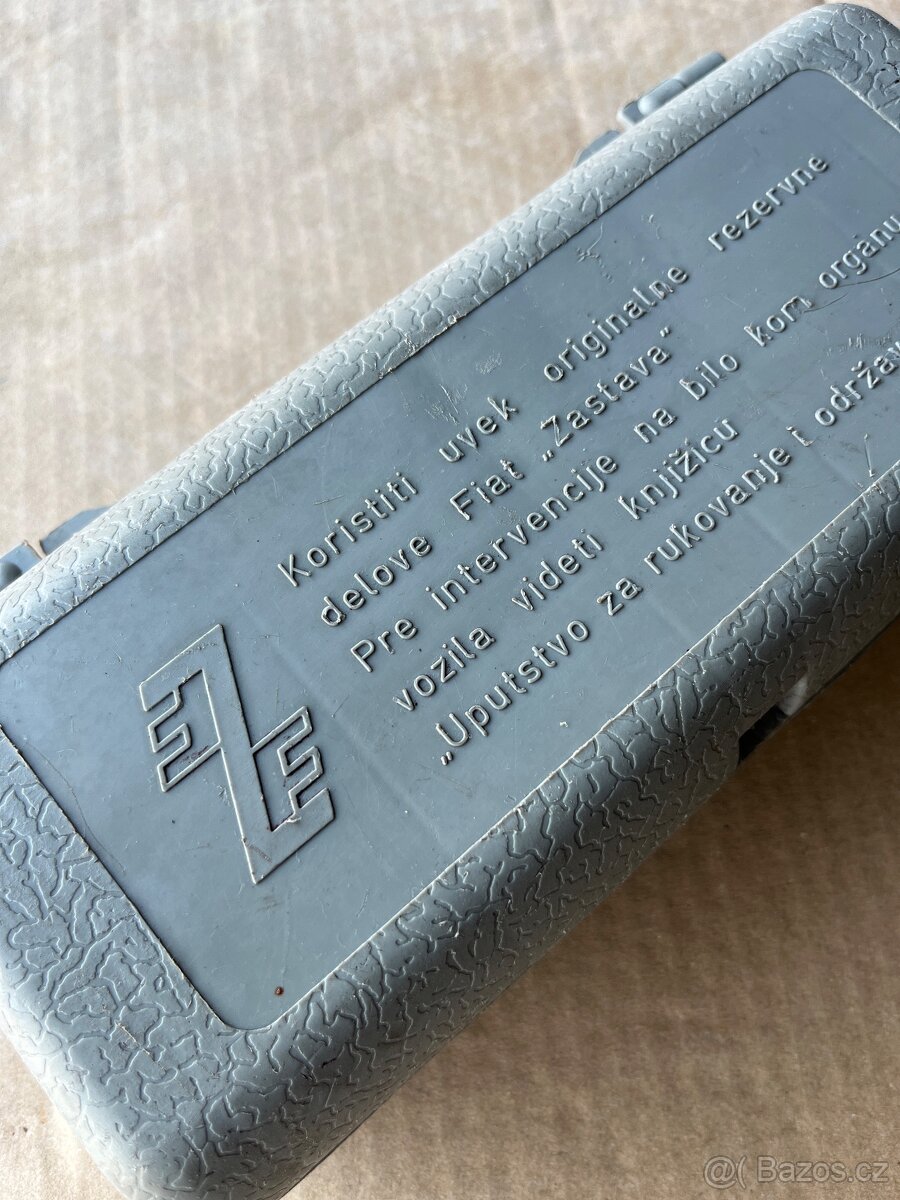 Koristiti uvek originalne rezervne
delove Fiat „Zastava“
Pre intervencije na bilo kom organu
vozila videti knjižicu
„Uputstvo za rukovanje i održav
@( Bazos.cz